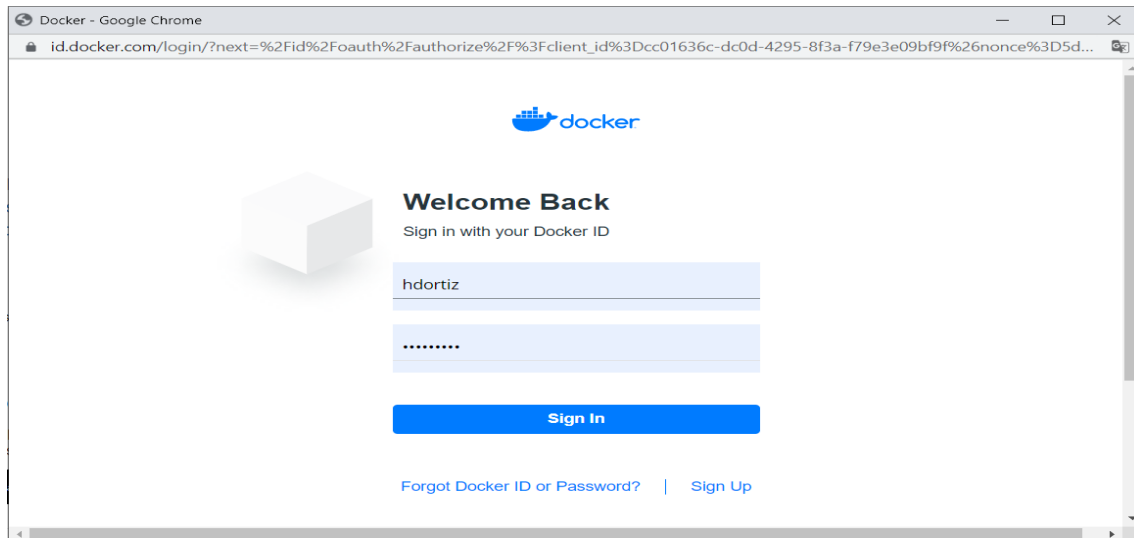 Docker - Google Chrome
id.docker.com/login/?next=%2Fid%2Foauth%2Fauthorize%2F%3Fclient_id%3Dcc01636c-dc0d-4295-8f3a-f79e3e09bf9f%26nonce%3D5d...
docker
Welcome Back
Sign in with your Docker ID
hdortiz
•••••••••
Sign In
Forgot Docker ID or Password? | Sign Up